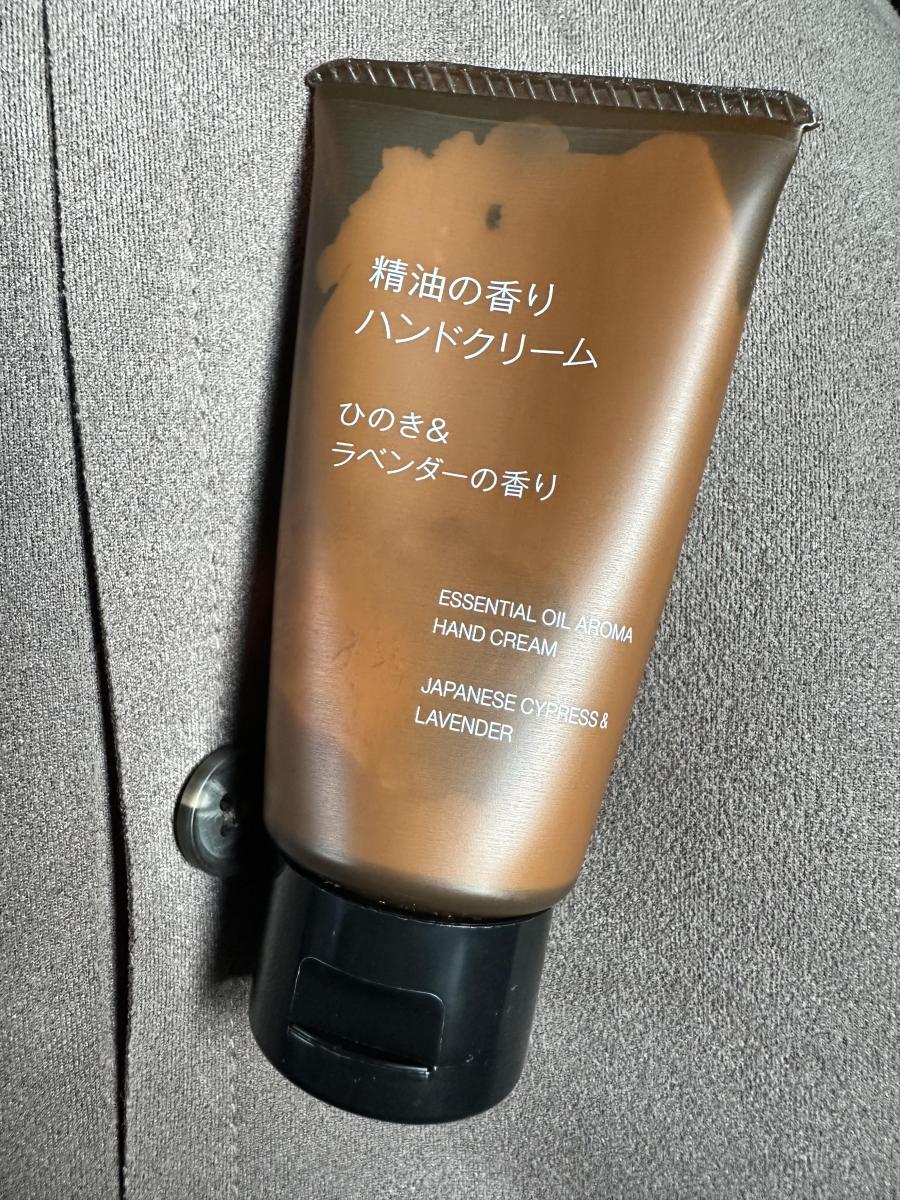 精油の香り
ハンドクリーム
ひのき&
ラベンダーの香り
ESSENTIAL OIL AROMA
HAND CREAM
JAPANESE CYPRESS &
LAVENDER